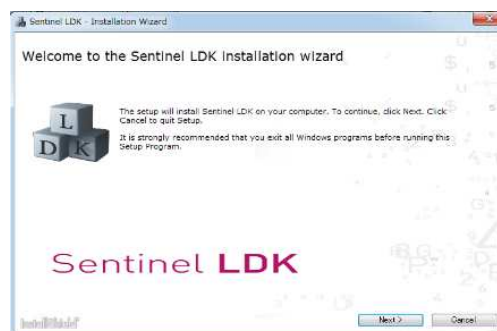 Sentinel LDK - Installation Wizard
Welcome to the Sentinel LDK installation wizard
The setup will install Sentinel LDK on your computer. To continue, click Next. Click
Cancel to quit Setup.
It is strongly recommended that you exit all Windows programs before running this
Setup Program.
L
D K
Sentinel LDK
InstallShield
Next >
Cancel